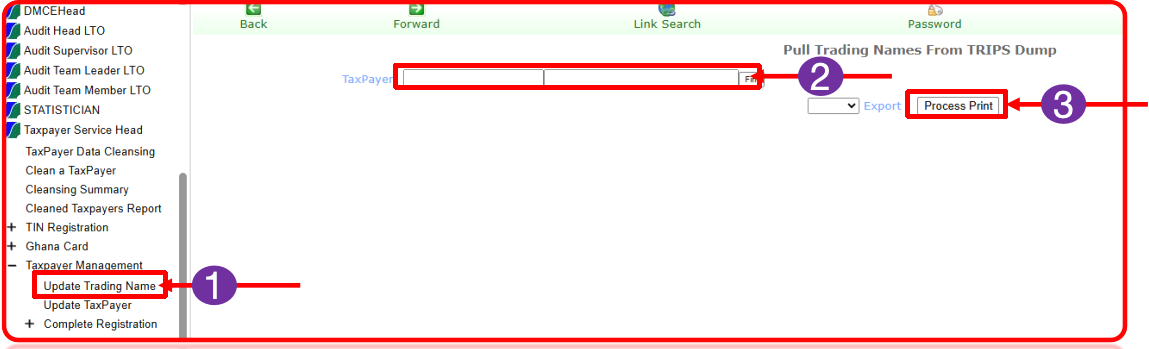 DMCEHead
Audit Head LTO
Audit Supervisor LTO
Audit Team Leader LTO
Audit Team Member LTO
STATISTICIAN
Taxpayer Service Head
TaxPayer Data Cleansing
Clean a TaxPayer
Cleansing Summary
Cleaned Taxpayers Report
+ TIN Registration
+ Ghana Card
− Taxpayer Management
Update Trading Name
Update TaxPayer
+ Complete Registration
1
Back Forward Link Search Password
Pull Trading Names From TRIPS Dump
TaxPayer
2
Export Process Print
3